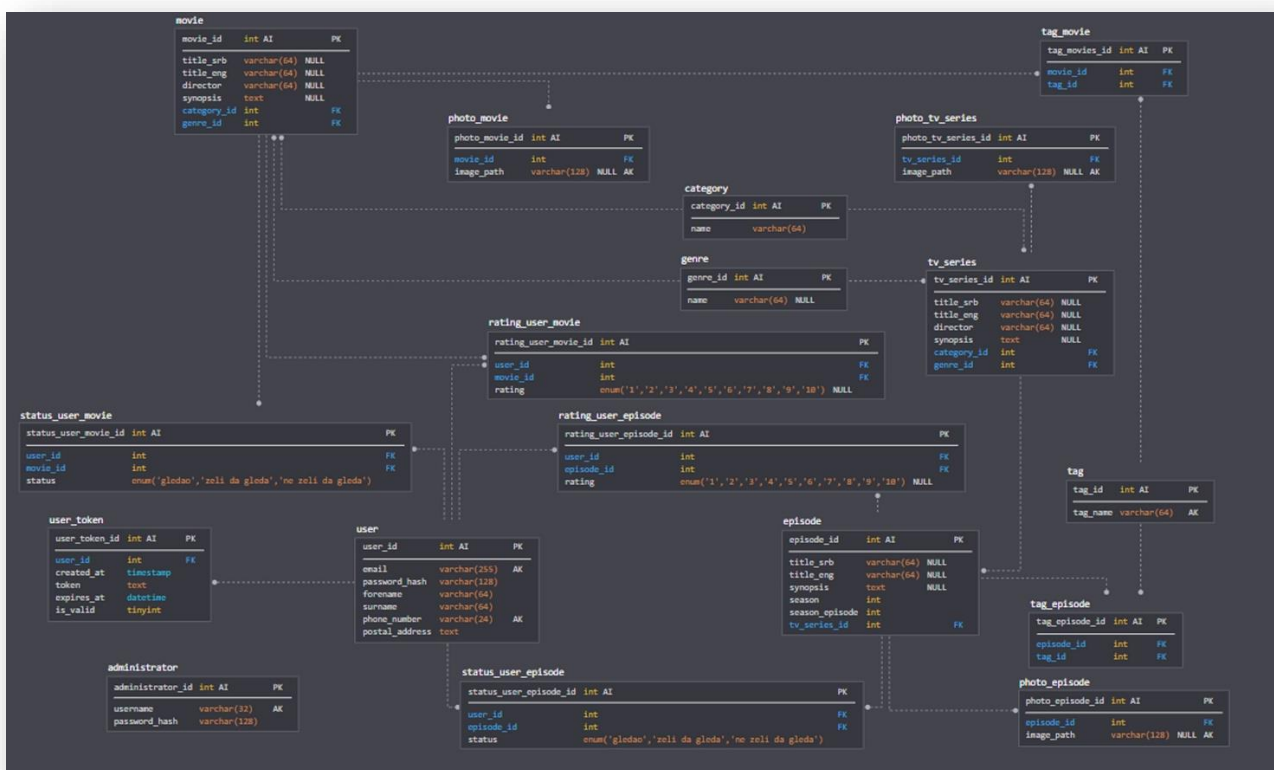 movie
movie_id int AI PK
title_srb varchar(64) NULL
title_eng varchar(64) NULL
director varchar(64) NULL
synopsis text NULL
category_id int FK
genre_id int FK
tag_movie
tag_movies_id int AI PK
movie_id int FK
tag_id int FK
photo_movie
photo_movie_id int AI PK
movie_id int FK
image_path varchar(128) NULL AK
photo_tv_series
photo_tv_series_id int AI PK
tv_series_id int FK
image_path varchar(128) NULL AK
category
category_id int AI PK
name varchar(64)
genre
genre_id int AI PK
name varchar(64) NULL
tv_series
tv_series_id int AI PK
title_srb varchar(64) NULL
title_eng varchar(64) NULL
director varchar(64) NULL
synopsis text NULL
category_id int FK
genre_id int FK
rating_user_movie
rating_user_movie_id int AI PK
user_id int FK
movie_id int FK
rating enum('1','2','3','4','5','6','7','8','9','10') NULL
status_user_movie
status_user_movie_id int AI PK
user_id int FK
movie_id int FK
status enum('gledao','zeli da gleda','ne zeli da gleda')
rating_user_episode
rating_user_episode_id int AI PK
user_id int FK
episode_id int FK
rating enum('1','2','3','4','5','6','7','8','9','10') NULL
tag
tag_id int AI PK
tag_name varchar(64) AK
user_token
user_token_id int AI PK
user_id int FK
created_at timestamp
token text
expires_at datetime
is_valid tinyint
user
user_id int AI PK
email varchar(255) AK
password_hash varchar(128)
forename varchar(64)
surname varchar(64)
phone_number varchar(24) AK
postal_address text
episode
episode_id int AI PK
title_srb varchar(64) NULL
title_eng varchar(64) NULL
synopsis text NULL
season int
season_episode int
tv_series_id int FK
tag_episode
tag_episode_id int AI PK
episode_id int FK
tag_id int FK
administrator
administrator_id int AI PK
username varchar(32) AK
password_hash varchar(128)
status_user_episode
status_user_episode_id int AI PK
user_id int FK
episode_id int FK
status enum('gledao','zeli da gleda','ne zeli da gleda')
photo_episode
photo_episode_id int AI PK
episode_id int FK
image_path varchar(128) NULL AK